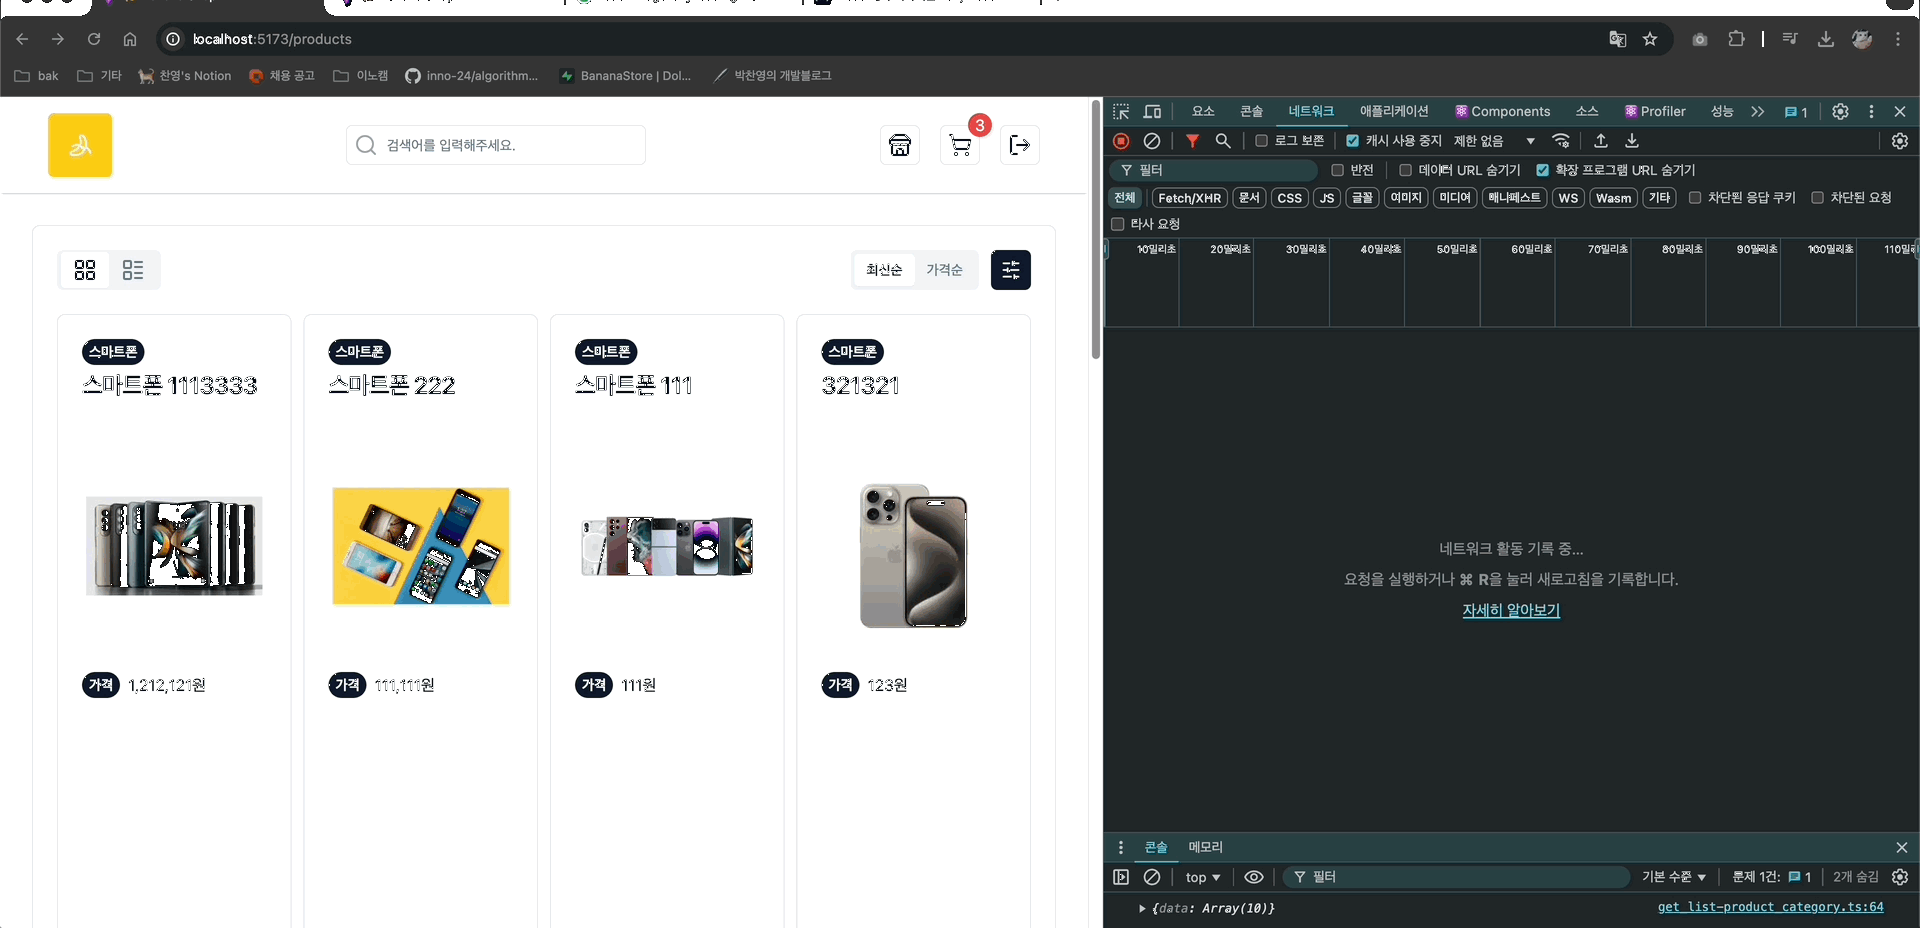 localhost:5173/products
bak
기타
찬영's Notion
채용 공고
이노캠
inno-24/algorithm...
BananaStore | Dol...
박찬영의 개발블로그
검색어를 입력해주세요.
3
최신순
가격순
스마트폰
스마트폰 1113333
가격 1,212,121원
스마트폰
스마트폰 222
가격 111,111원
스마트폰
스마트폰 111
가격 111원
스마트폰
321321
가격 123원
요소
콘솔
네트워크
애플리케이션
Components
소스
Profiler
성능
1
로그 보존
캐시 사용 중지
제한 없음
필터
반전
데이터 URL 숨기기
확장 프로그램 URL 숨기기
전체
Fetch/XHR
문서
CSS
JS
글꼴
이미지
미디어
매니페스트
WS
Wasm
기타
차단된 응답 쿠키
차단된 요청
타사 요청
10밀리초
20밀리초
30밀리초
40밀리초
50밀리초
60밀리초
70밀리초
80밀리초
90밀리초
100밀리초
네트워크 활동 기록 중...
요청을 실행하거나 ⌘ R을 눌러 새로고침을 기록합니다.
자세히 알아보기
콘솔
메모리
top
필터
기본 수준
문제 1건:
1
2개 숨김
{data: Array(10)}
get_list-product_category.ts:64